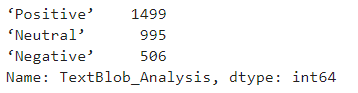 ‘Positive’ 1499
‘Neutral’ 995
‘Negative’ 506
Name: TextBlob_Analysis, dtype: int64